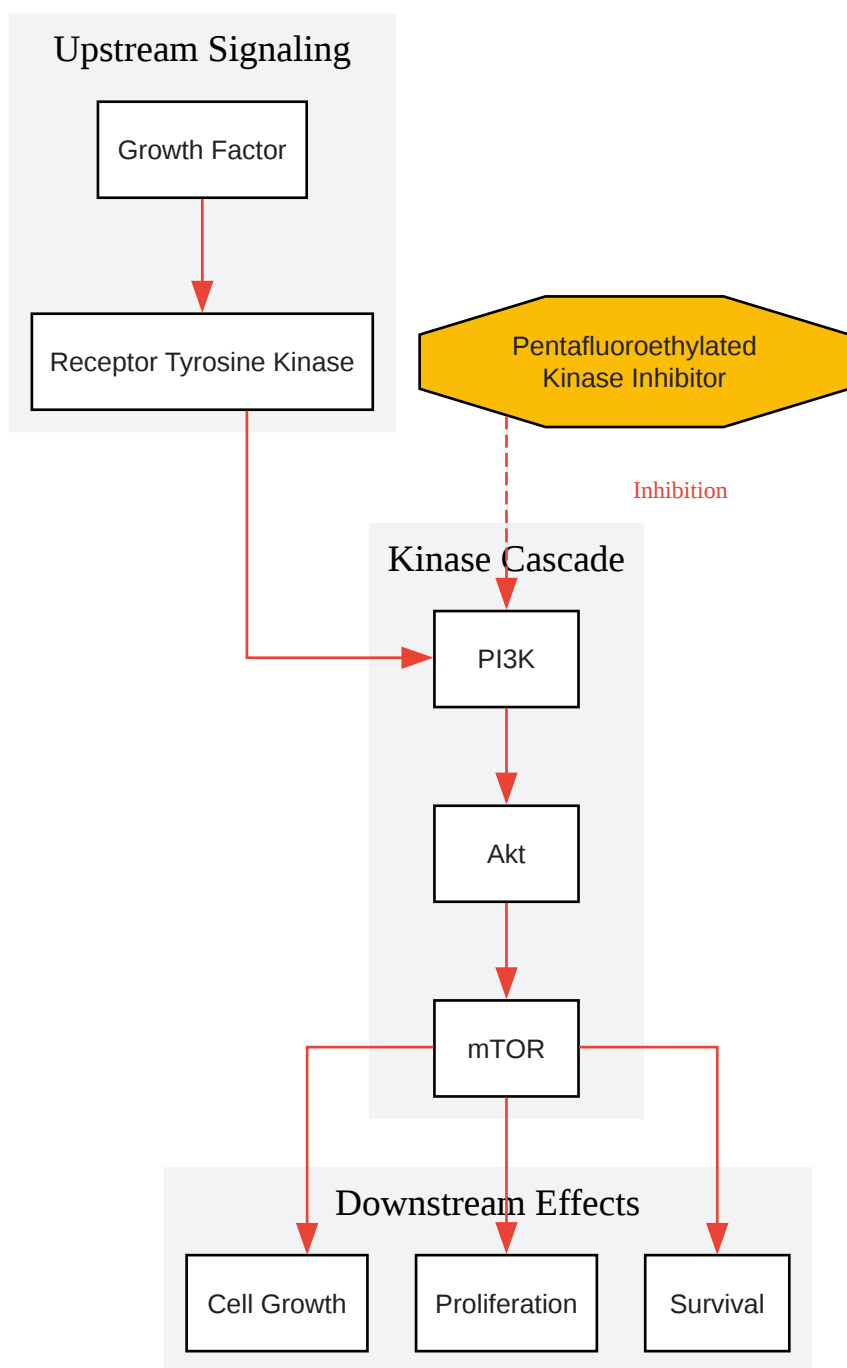 Upstream Signaling
Growth Factor
Receptor Tyrosine Kinase
Pentafluoroethylated
Kinase Inhibitor
Inhibition
Kinase Cascade
PI3K
Akt
mTOR
Downstream Effects
Cell Growth
Proliferation
Survival